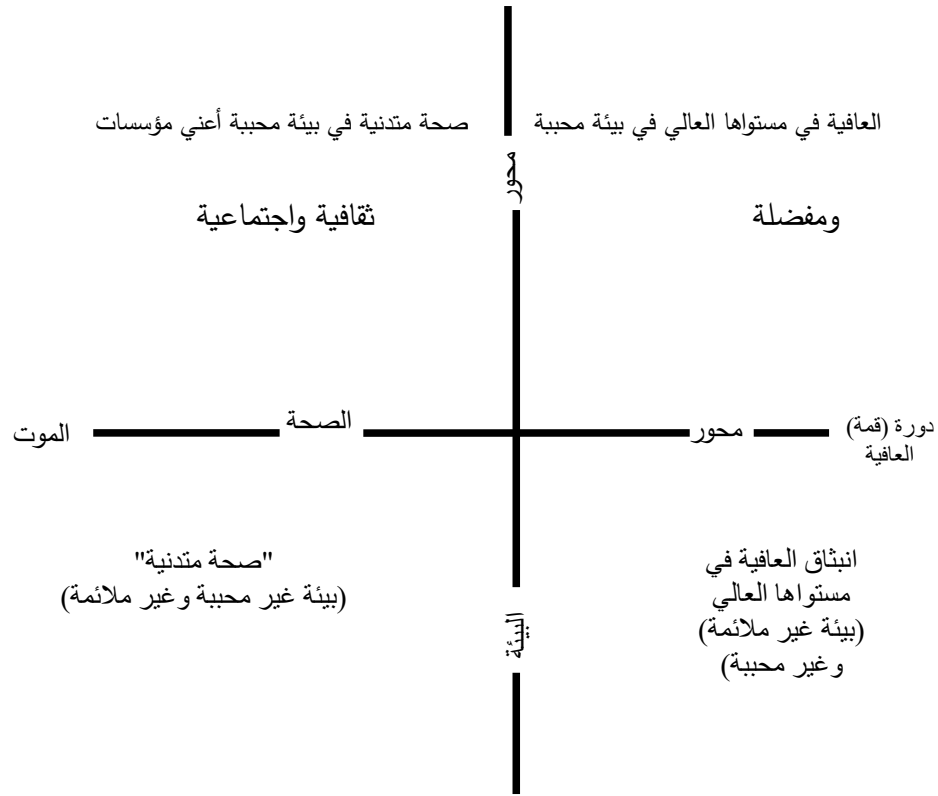 العافية في مستواها العالي في بيئة محببة
ومفضلة
صحة متدنية في بيئة محببة أعني مؤسسات
ثقافية واجتماعية
محور
دورة (قمة)
العافية
محور
الصحة
الموت
انبثاق العافية في
مستواها العالي
(بيئة غير ملائمة)
وغير محببة)
"صحة متدنية"
(بيئة غير محببة وغير ملائمة)
البيئة